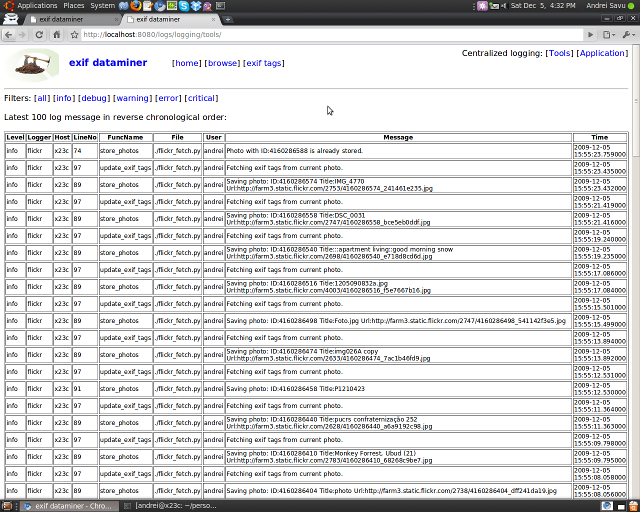 Applications Places System Sat Dec 5, 4:32 PM Andrei Savu
exif dataminer exif dataminer
http://localhost:8080/logs/logging/tools/
Centralized logging: [Tools] [Application]
exif dataminer [home] [browse] [exif tags]
Filters: [all] [info] [debug] [warning] [error] [critical]
Latest 100 log message in reverse chronological order:
Level Logger Host LineNo FuncName File User Message Time
info flickr x23c 74 store_photos ./flickr_fetch.py andrei Photo with ID:4160286588 is already stored. 2009-12-05 15:55:23.759000
info flickr x23c 97 update_exif_tags ./flickr_fetch.py andrei Fetching exif tags from current photo. 2009-12-05 15:55:23.435000
info flickr x23c 89 store_photos ./flickr_fetch.py andrei Saving photo: ID:4160286574 Title:IMG_4770 Url:http://farm3.static.flickr.com/2753/4160286574_241461e235.jpg 2009-12-05 15:55:23.432000
info flickr x23c 97 update_exif_tags ./flickr_fetch.py andrei Fetching exif tags from current photo. 2009-12-05 15:55:21.419000
info flickr x23c 89 store_photos ./flickr_fetch.py andrei Saving photo: ID:4160286558 Title:DSC_0031 Url:http://farm3.static.flickr.com/2747/4160286558_bce5eb0ddf.jpg 2009-12-05 15:55:21.416000
info flickr x23c 97 update_exif_tags ./flickr_fetch.py andrei Fetching exif tags from current photo. 2009-12-05 15:55:19.240000
info flickr x23c 89 store_photos ./flickr_fetch.py andrei Saving photo: ID:4160286540 Title:::apartment living::good morning snow Url:http://farm3.static.flickr.com/2698/4160286540_e718d8cd6d.jpg 2009-12-05 15:55:19.235000
info flickr x23c 97 update_exif_tags ./flickr_fetch.py andrei Fetching exif tags from current photo. 2009-12-05 15:55:17.086000
info flickr x23c 89 store_photos ./flickr_fetch.py andrei Saving photo: ID:4160286516 Title:1205090832a.jpg Url:http://farm5.static.flickr.com/4003/4160286516_f5e7667b16.jpg 2009-12-05 15:55:17.084000
info flickr x23c 97 update_exif_tags ./flickr_fetch.py andrei Fetching exif tags from current photo. 2009-12-05 15:55:15.501000
info flickr x23c 89 store_photos ./flickr_fetch.py andrei Saving photo: ID:4160286498 Title:Foto.jpg Url:http://farm3.static.flickr.com/2747/4160286498_541142f3e5.jpg 2009-12-05 15:55:15.499000
info flickr x23c 97 update_exif_tags ./flickr_fetch.py andrei Fetching exif tags from current photo. 2009-12-05 15:55:13.894000
info flickr x23c 89 store_photos ./flickr_fetch.py andrei Saving photo: ID:4160286474 Title:img026A copy Url:http://farm3.static.flickr.com/2633/4160286474_7ac1b46fd9.jpg 2009-12-05 15:55:13.892000
info flickr x23c 97 update_exif_tags ./flickr_fetch.py andrei Fetching exif tags from current photo. 2009-12-05 15:55:12.531000
info flickr x23c 91 store_photos ./flickr_fetch.py andrei Saving photo: ID:4160286458 Title:P1210423 2009-12-05 15:55:12.530000
info flickr x23c 97 update_exif_tags ./flickr_fetch.py andrei Fetching exif tags from current photo. 2009-12-05 15:55:11.364000
info flickr x23c 89 store_photos ./flickr_fetch.py andrei Saving photo: ID:4160286440 Title:pucrs confraternização 252 Url:http://farm3.static.flickr.com/2628/4160286440_a6a9192c98.jpg 2009-12-05 15:55:11.363000
info flickr x23c 97 update_exif_tags ./flickr_fetch.py andrei Fetching exif tags from current photo. 2009-12-05 15:55:09.798000
info flickr x23c 89 store_photos ./flickr_fetch.py andrei Saving photo: ID:4160286410 Title:Monkey Forrest, Ubud (21) Url:http://farm3.static.flickr.com/2783/4160286410_68268c9be7.jpg 2009-12-05 15:55:09.795000
info flickr x23c 97 update_exif_tags ./flickr_fetch.py andrei Fetching exif tags from current photo. 2009-12-05 15:55:08.058000
info flickr x23c 89 store_photos ./flickr_fetch.py andrei Saving photo: ID:4160286404 Title:photo Url:http://farm3.static.flickr.com/2738/4160286404_dff241da19.jpg 2009-12-05 15:55:08.056000
exif dataminer - Chro... [andrei@x23c: ~/perso...